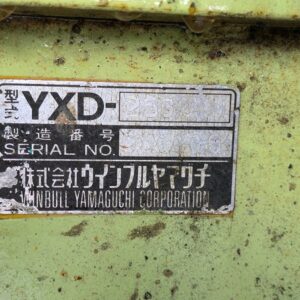 型式 YXD-
製造番号
SERIAL NO.
株式会社ウインブルヤマグチ
WINBULL YAMAGUCHI CORPORATION